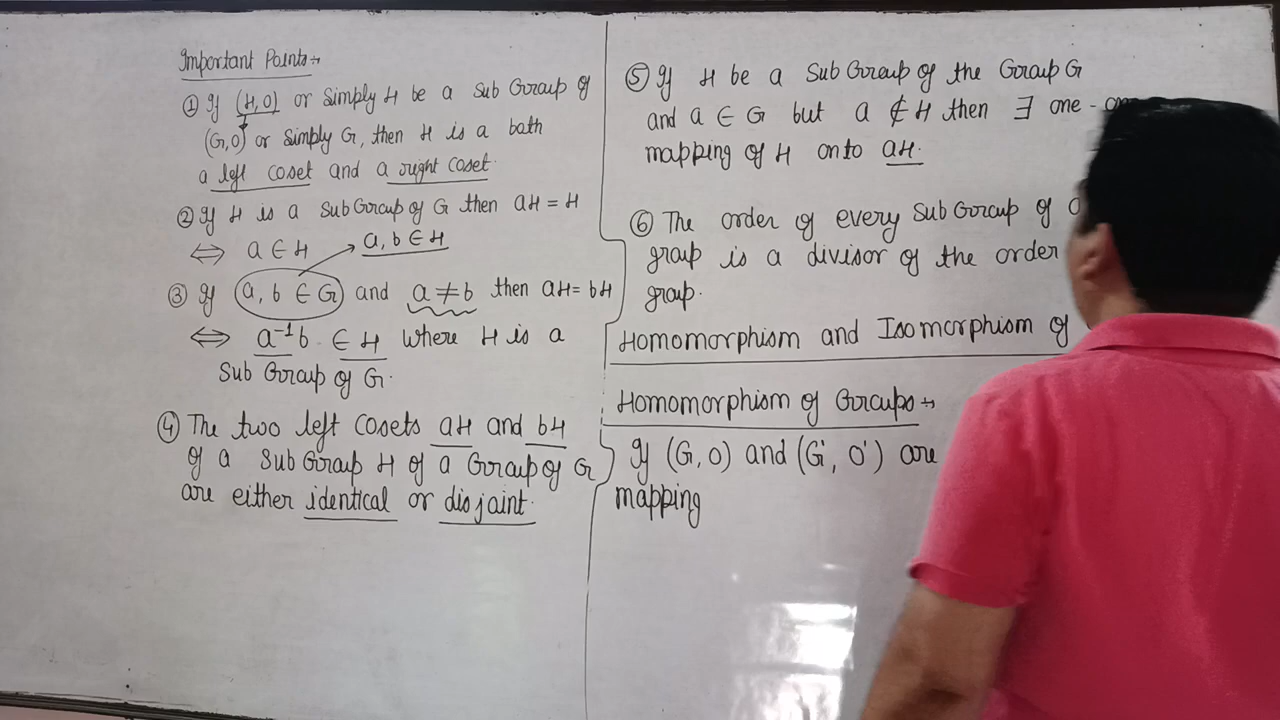 Important Points :-
① If (H, O) or simply H be a Sub Group of
(G, O) or simply G, then H is a both
a left coset and a right coset.
② If H is a Sub Group of G then aH = H
⟺ a ∈ H
a, b ∈ H
③ If a, b ∈ G and a ≠ b then aH = bH
⟺ a⁻¹b ∈ H where H is a
Sub Group of G.
④ The two left cosets aH and bH
of a Sub Group H of a Group of G
are either identical or disjoint.
⑤ If H be a Sub Group of the Group G
and a ∈ G but a ∉ H then ∃ one-
mapping of H onto aH.
⑥ The order of every Sub Group of
group is a divisor of the order
group.
Homomorphism and Isomorphism of
Homomorphism of Groups :-
If (G, O) and (G', O') are
mapping